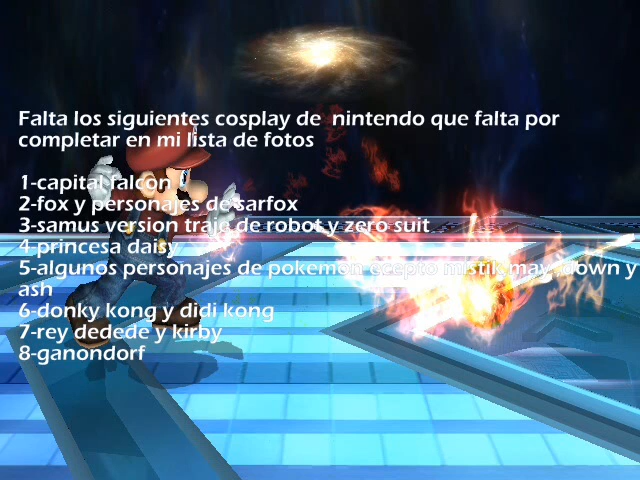 Falta los siguientes cosplay de nintendo que falta por
completar en mi lista de fotos
1-capital falcon
2-fox y personajes de sarfox
3-samus version traje de robot y zero suit
4-princesa daisy
5-algunos personajes de pokemon ecepto mistik,may, down y
ash
6-donky kong y didi kong
7-rey dedede y kirby
8-ganondorf